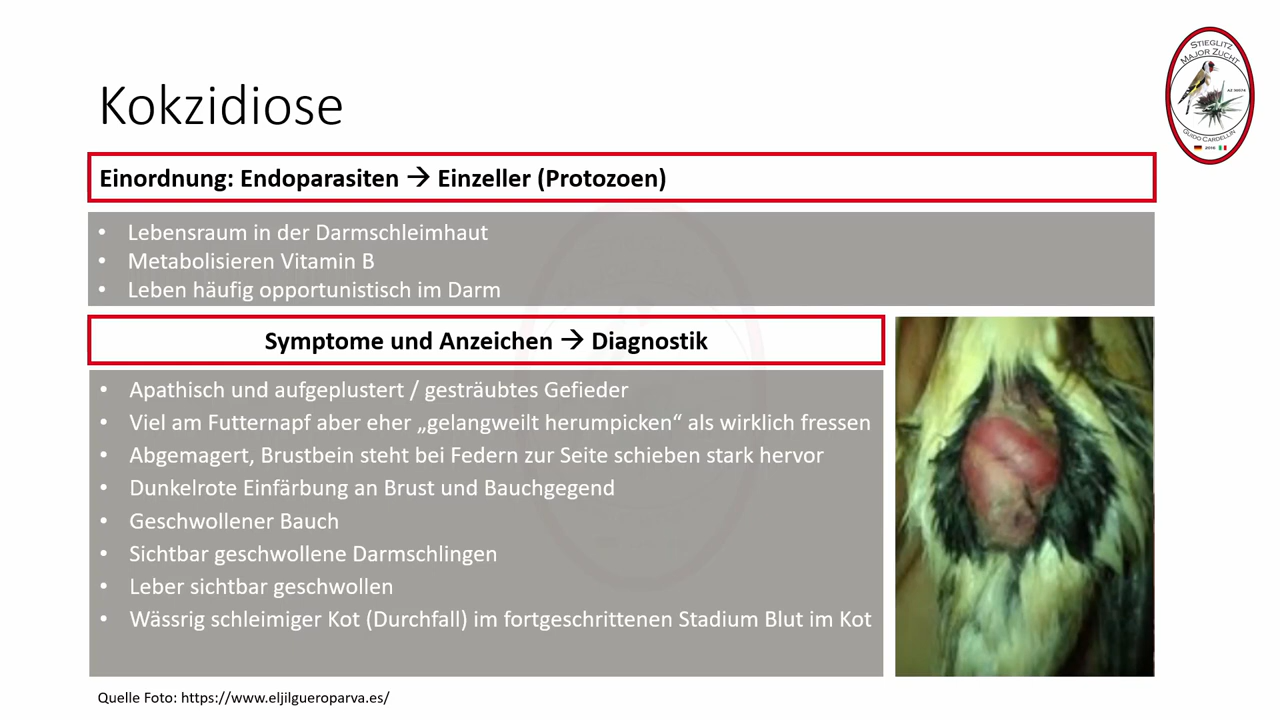 STIEGLITZ
MAJOR ZUCHT
AZ 30374
GUIDO CARDELLIN
2016
Kokzidiose
Einordnung: Endoparasiten → Einzeller (Protozoen)
• Lebensraum in der Darmschleimhaut
• Metabolisieren Vitamin B
• Leben häufig opportunistisch im Darm
Symptome und Anzeichen → Diagnostik
• Apathisch und aufgeplustert / gesträubtes Gefieder
• Viel am Futternapf aber eher „gelangweilt herumpicken“ als wirklich fressen
• Abgemagert, Brustbein steht bei Federn zur Seite schieben stark hervor
• Dunkelrote Einfärbung an Brust und Bauchgegend
• Geschwollener Bauch
• Sichtbar geschwollene Darmschlingen
• Leber sichtbar geschwollen
• Wässrig schleimiger Kot (Durchfall) im fortgeschrittenen Stadium Blut im Kot
Quelle Foto: https://www.eljilgueroparva.es/